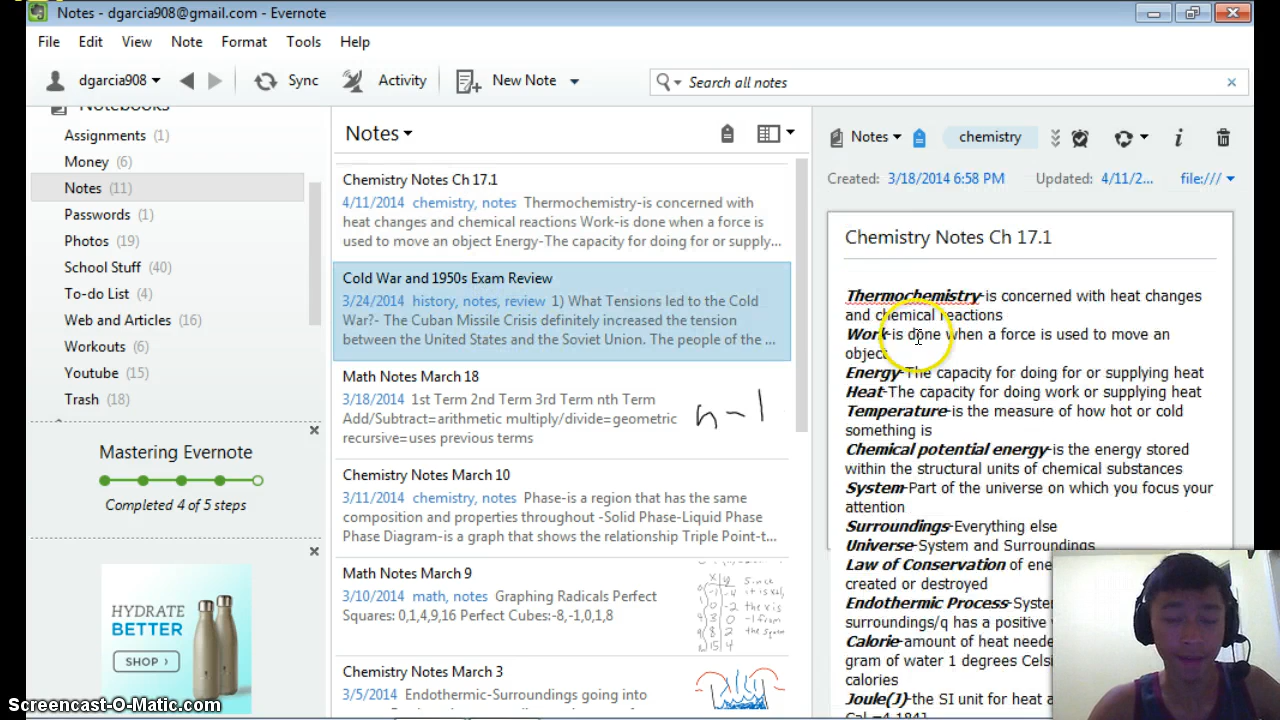 Notes - dgarcia908@gmail.com - Evernote
File Edit View Note Format Tools Help
dgarcia908 Sync Activity New Note Search all notes
Notebooks
Assignments (1)
Money (6)
Notes (11)
Passwords (1)
Photos (19)
School Stuff (40)
To-do List (4)
Web and Articles (16)
Workouts (6)
Youtube (15)
Trash (18)
Mastering Evernote
Completed 4 of 5 steps
HYDRATE
BETTER
SHOP ›
Notes
Chemistry Notes Ch 17.1
4/11/2014 chemistry, notes Thermochemistry-is concerned with
heat changes and chemical reactions Work-is done when a force is
used to move an object Energy-The capacity for doing for or supply...
Cold War and 1950s Exam Review
3/24/2014 history, notes, review 1) What Tensions led to the Cold
War?- The Cuban Missile Crisis definitely increased the tension
between the United States and the Soviet Union. The people of the ...
Math Notes March 18
3/18/2014 1st Term 2nd Term 3rd Term nth Term
Add/Subtract=arithmetic multiply/divide=geometric
recursive=uses previous terms
n-1
Chemistry Notes March 10
3/11/2014 chemistry, notes Phase-is a region that has the same
composition and properties throughout -Solid Phase-Liquid Phase
Phase Diagram-is a graph that shows the relationship Triple Point-t...
Math Notes March 9
3/10/2014 math, notes Graphing Radicals Perfect
Squares: 0,1,4,9,16 Perfect Cubes:-8,-1,0,1,8
Chemistry Notes March 3
3/5/2014 Endothermic-Surroundings going into
Notes chemistry
Created: 3/18/2014 6:58 PM Updated: 4/11/2... file:///
Chemistry Notes Ch 17.1
Thermochemistry-is concerned with heat changes
and chemical reactions
Work-is done when a force is used to move an
object
Energy-The capacity for doing for or supplying heat
Heat-The capacity for doing work or supplying heat
Temperature-is the measure of how hot or cold
something is
Chemical potential energy-is the energy stored
within the structural units of chemical substances
System-Part of the universe on which you focus your
attention
Surroundings-Everything else
Universe-System and Surroundings
Law of Conservation of ene
created or destroyed
Endothermic Process-System
surroundings/q has a positive v
Calorie-amount of heat neede
gram of water 1 degrees Celsi
calories
Joule(J)-the SI unit for heat a
Screencast-O-Matic.com